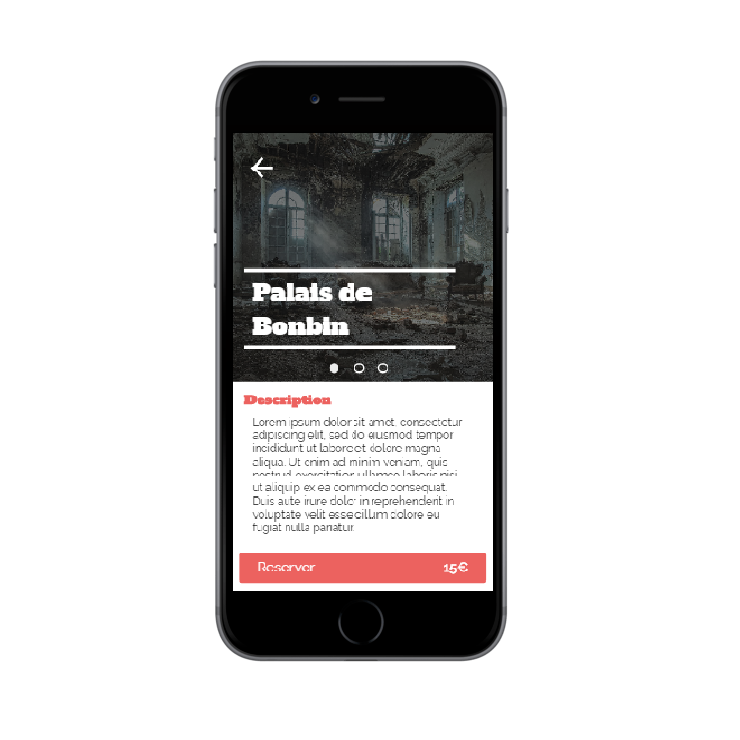 Palais de
Bonbin
Description
Lorem ipsum dolor sit amet, consectetur
adipiscing elit, sed do eiusmod tempor
incididunt ut labore et dolore magna
aliqua. Ut enim ad minim veniam, quis
nostrud exercitation ullamco laboris nisi
ut aliquip ex ea commodo consequat.
Duis aute irure dolor in reprehenderit in
voluptate velit esse cillum dolore eu
fugiat nulla pariatur.
Reserver 15€